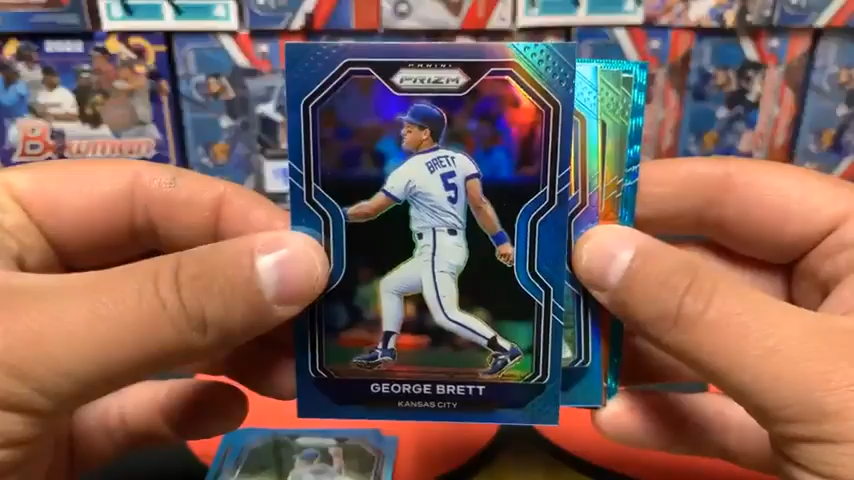 PANINI
PRIZM
BRETT
5
GEORGE BRETT
KANSAS CITY
Bowman